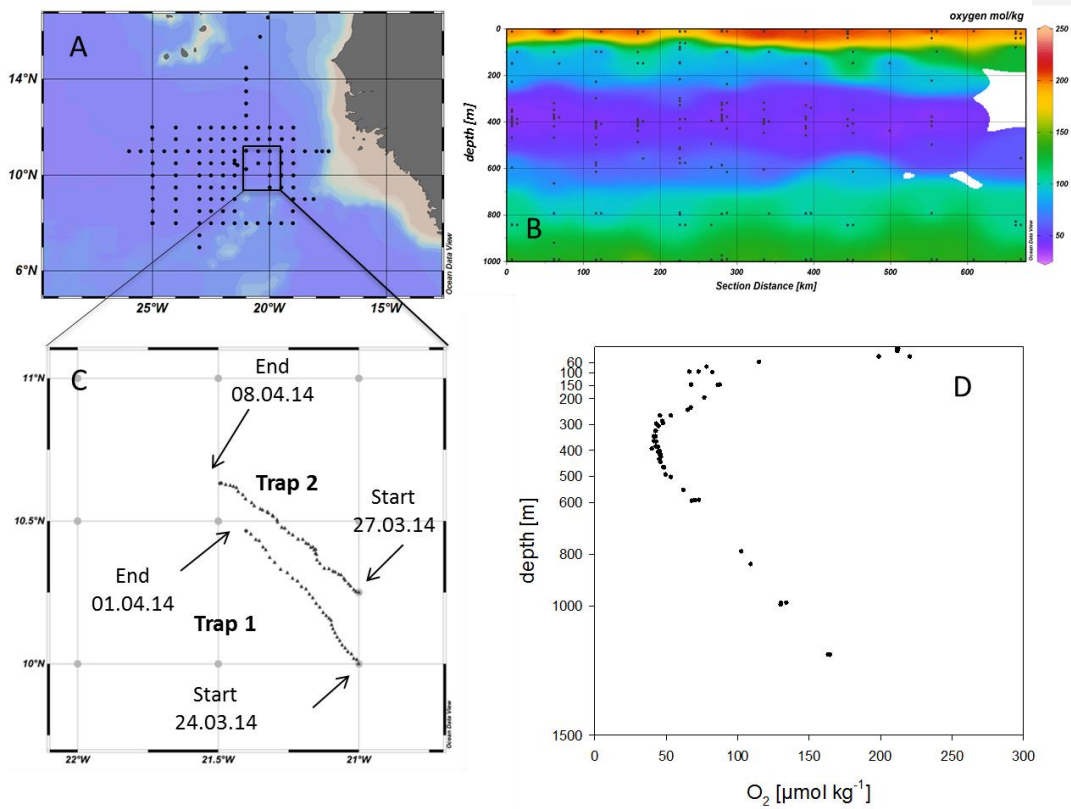 A
14°N
10°N
6°N
25°W
20°W
15°W
Ocean Data View
oxygen mol/kg
B
0
200
400
600
800
1000
depth [m]
0
100
200
300
400
500
600
Section Distance [km]
250
200
150
100
50
Ocean Data View
C
11°N
10.5°N
10°N
22°W
21.5°W
21°W
End
08.04.14
Trap 2
Start
27.03.14
End
01.04.14
Trap 1
Start
24.03.14
Ocean Data View
D
60
100
150
200
300
400
500
600
800
1000
1500
depth [m]
0
50
100
150
200
250
300
O₂ [µmol kg⁻¹]